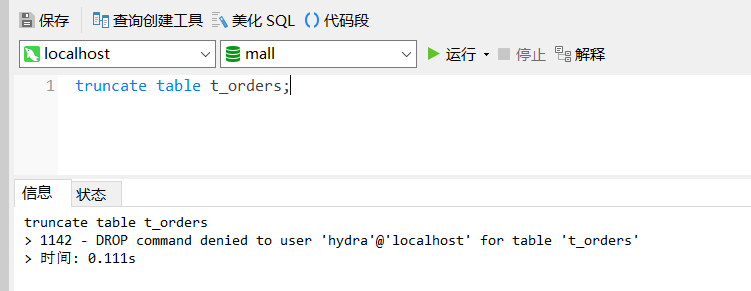 保存 查询创建工具 美化 SQL () 代码段
localhost mall 运行 停止 解释
1 truncate table t_orders;
信息 状态
truncate table t_orders
> 1142 - DROP command denied to user 'hydra'@'localhost' for table 't_orders'
> 时间: 0.111s